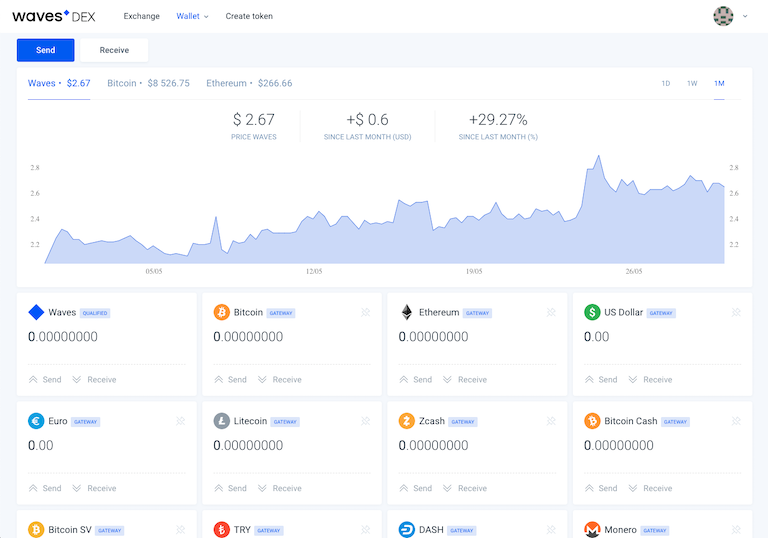 waves DEX Exchange Wallet Create token
Send Receive
Waves • $2.67 Bitcoin • $8 526.75 Ethereum • $266.66 1D 1W 1M
$ 2.67 +$ 0.6 +29.27%
PRICE WAVES SINCE LAST MONTH (USD) SINCE LAST MONTH (%)
2.8 2.8
2.6 2.6
2.4 2.4
2.2 2.2
05/05 12/05 19/05 26/05
Waves QUALIFIED Bitcoin GATEWAY Ethereum GATEWAY US Dollar GATEWAY
0.00000000 0.00000000 0.00000000 0.00
Send Receive Send Receive Send Receive Send Receive
Euro GATEWAY Litecoin GATEWAY Zcash GATEWAY Bitcoin Cash GATEWAY
0.00 0.00000000 0.00000000 0.00000000
Send Receive Send Receive Send Receive Send Receive
Bitcoin SV GATEWAY TRY GATEWAY DASH GATEWAY Monero GATEWAY